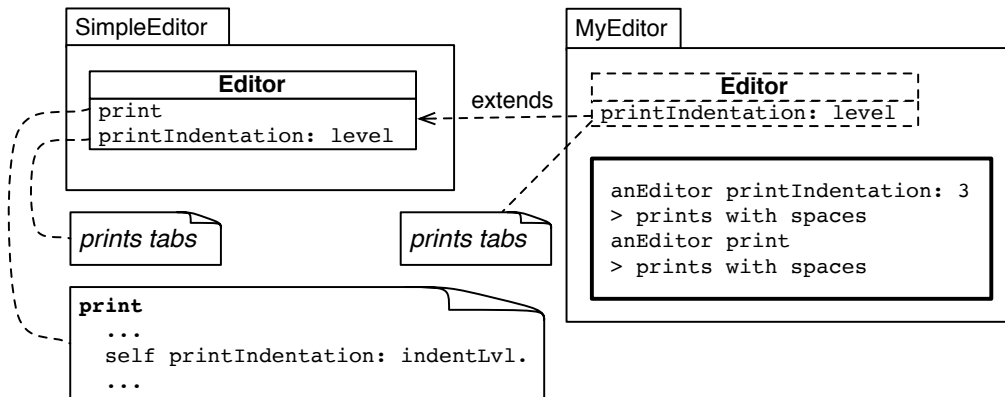 SimpleEditor
Editor
print
printIndentation: level
extends
MyEditor
Editor
printIndentation: level
anEditor printIndentation: 3
> prints with spaces
anEditor print
> prints with spaces
prints tabs
prints tabs
print
...
self printIndentation: indentLvl.
...